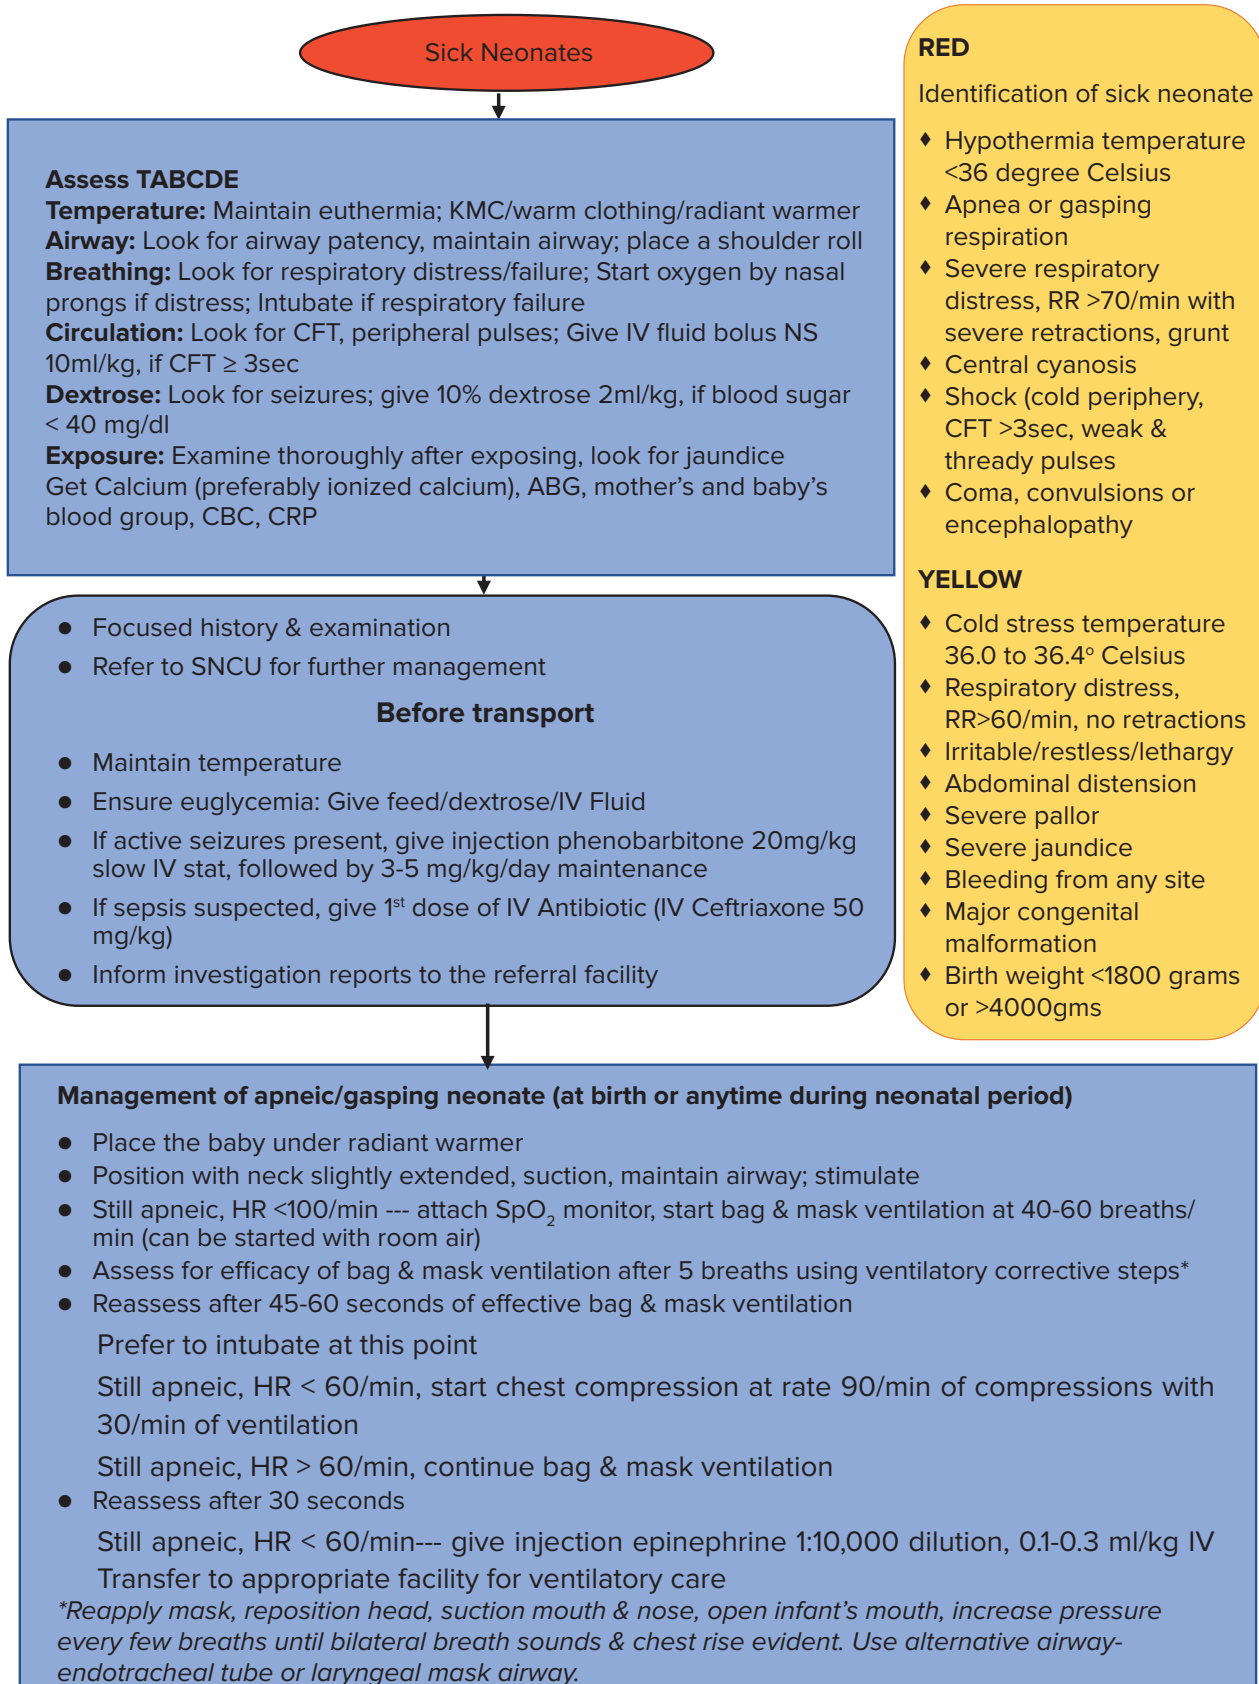 Sick Neonates
Assess TABCDE
Temperature: Maintain euthermia; KMC/warm clothing/radiant warmer
Airway: Look for airway patency, maintain airway; place a shoulder roll
Breathing: Look for respiratory distress/failure; Start oxygen by nasal
prongs if distress; Intubate if respiratory failure
Circulation: Look for CFT, peripheral pulses; Give IV fluid bolus NS
10ml/kg, if CFT ≥ 3sec
Dextrose: Look for seizures; give 10% dextrose 2ml/kg, if blood sugar
< 40 mg/dl
Exposure: Examine thoroughly after exposing, look for jaundice
Get Calcium (preferably ionized calcium), ABG, mother’s and baby’s
blood group, CBC, CRP
● Focused history & examination
● Refer to SNCU for further management
Before transport
● Maintain temperature
● Ensure euglycemia: Give feed/dextrose/IV Fluid
● If active seizures present, give injection phenobarbitone 20mg/kg
slow IV stat, followed by 3-5 mg/kg/day maintenance
● If sepsis suspected, give 1st dose of IV Antibiotic (IV Ceftriaxone 50
mg/kg)
● Inform investigation reports to the referral facility
RED
Identification of sick neonate
♦ Hypothermia temperature
<36 degree Celsius
♦ Apnea or gasping
respiration
♦ Severe respiratory
distress, RR >70/min with
severe retractions, grunt
♦ Central cyanosis
♦ Shock (cold periphery,
CFT >3sec, weak &
thready pulses
♦ Coma, convulsions or
encephalopathy
YELLOW
♦ Cold stress temperature
36.0 to 36.4º Celsius
♦ Respiratory distress,
RR>60/min, no retractions
♦ Irritable/restless/lethargy
♦ Abdominal distension
♦ Severe pallor
♦ Severe jaundice
♦ Bleeding from any site
♦ Major congenital
malformation
♦ Birth weight <1800 grams
or >4000gms
Management of apneic/gasping neonate (at birth or anytime during neonatal period)
● Place the baby under radiant warmer
● Position with neck slightly extended, suction, maintain airway; stimulate
● Still apneic, HR <100/min --- attach SpO2 monitor, start bag & mask ventilation at 40-60 breaths/
min (can be started with room air)
● Assess for efficacy of bag & mask ventilation after 5 breaths using ventilatory corrective steps*
● Reassess after 45-60 seconds of effective bag & mask ventilation
Prefer to intubate at this point
Still apneic, HR < 60/min, start chest compression at rate 90/min of compressions with
30/min of ventilation
Still apneic, HR > 60/min, continue bag & mask ventilation
● Reassess after 30 seconds
Still apneic, HR < 60/min--- give injection epinephrine 1:10,000 dilution, 0.1-0.3 ml/kg IV
Transfer to appropriate facility for ventilatory care
*Reapply mask, reposition head, suction mouth & nose, open infant’s mouth, increase pressure
every few breaths until bilateral breath sounds & chest rise evident. Use alternative airway-
endotracheal tube or laryngeal mask airway.